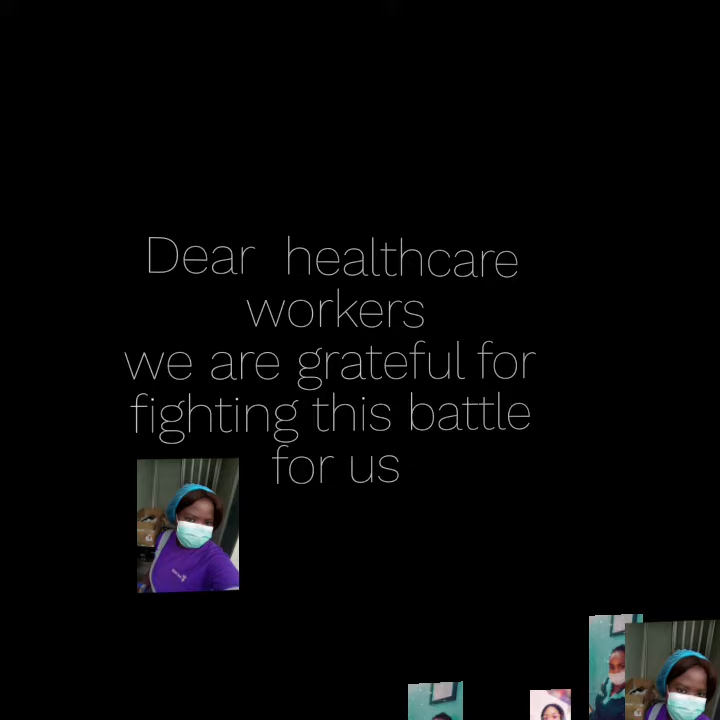 Dear healthcare
workers
we are grateful for
fighting this battle
for us